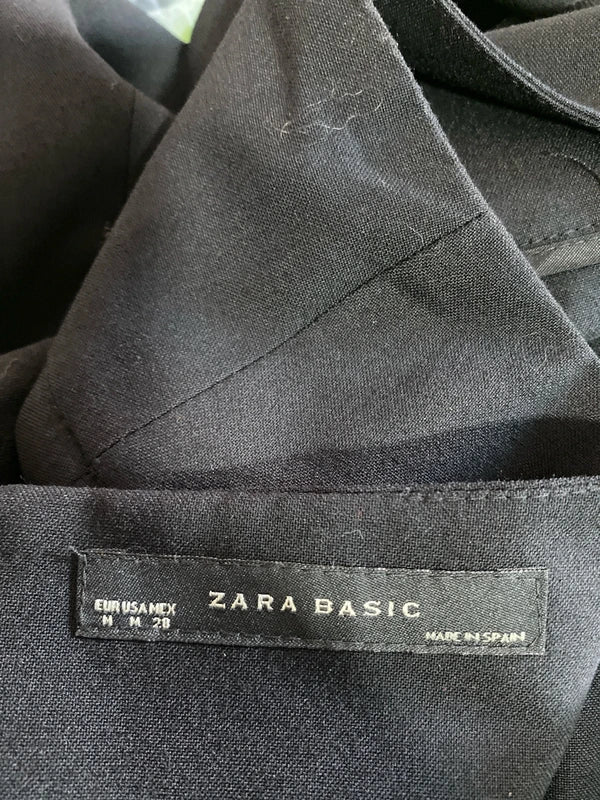 EUR USA MEX
M M 28
ZARA BASIC
MADE IN SPAIN